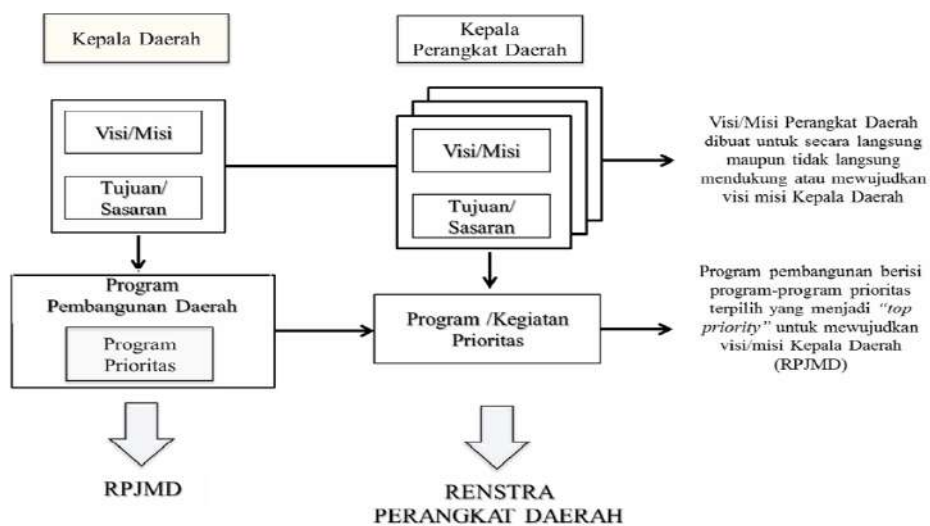 Kepala Daerah
Kepala
Perangkat Daerah
Visi/Misi
Tujuan/
Sasaran
Visi/Misi
Tujuan/
Sasaran
Visi/Misi Perangkat Daerah
dibuat untuk secara langsung
maupun tidak langsung
mendukung atau mewujudkan
visi misi Kepala Daerah
Program
Pembangunan Daerah
Program
Prioritas
Program /Kegiatan
Prioritas
Program pembangunan berisi
program-program prioritas
terpilih yang menjadi “top
priority” untuk mewujudkan
visi/misi Kepala Daerah
(RPJMD)
RPJMD
RENSTRA
PERANGKAT DAERAH